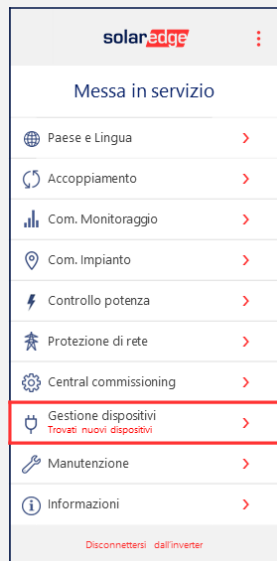 solaredge
Messa in servizio
Paese e Lingua
Accoppiamento
Com. Monitoraggio
Com. Impianto
Controllo potenza
Protezione di rete
Central commissioning
Gestione dispositivi
Trovati nuovi dispositivi
Manutenzione
Informazioni
Disconnettersi dall'inverter